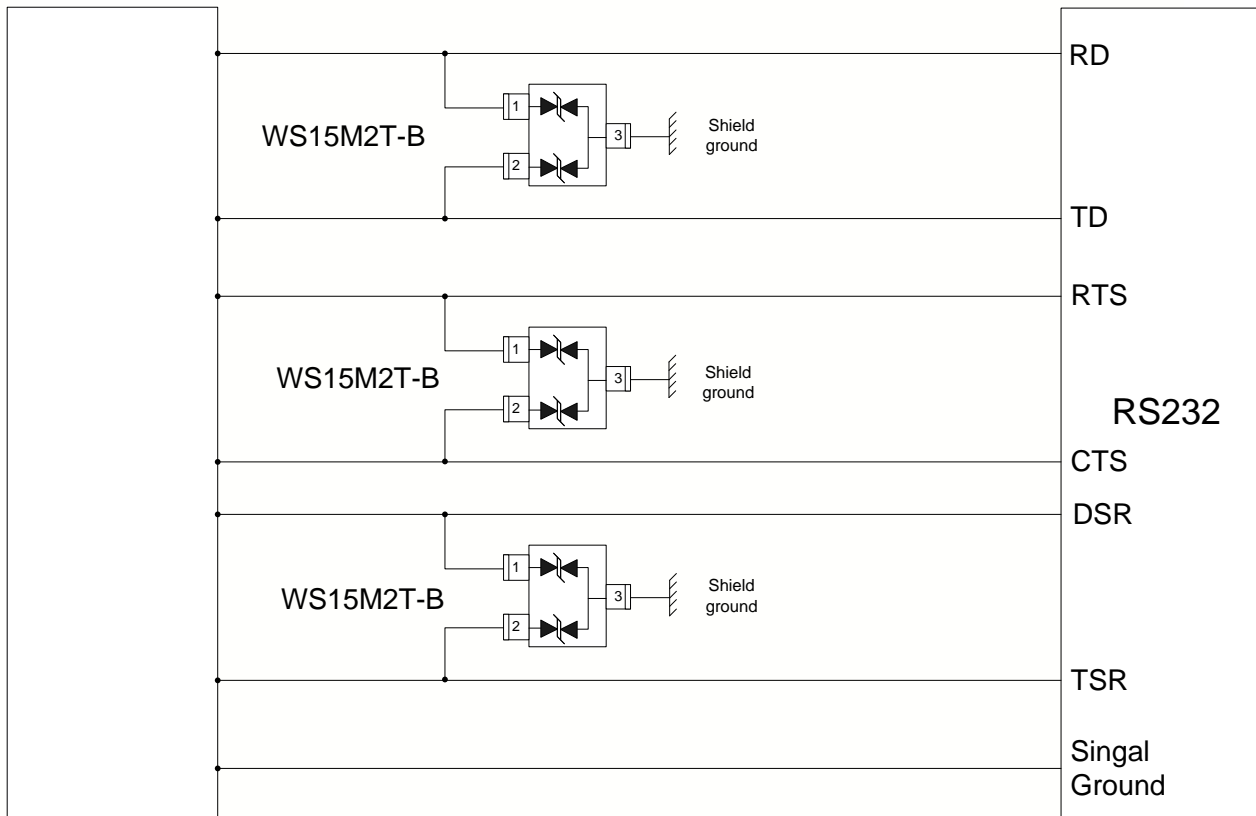 RD
1
WS15M2T-B
3
Shield
ground
2
TD
RTS
1
WS15M2T-B
3
Shield
ground
2
RS232
CTS
DSR
1
WS15M2T-B
3
Shield
ground
2
TSR
Singal
Ground